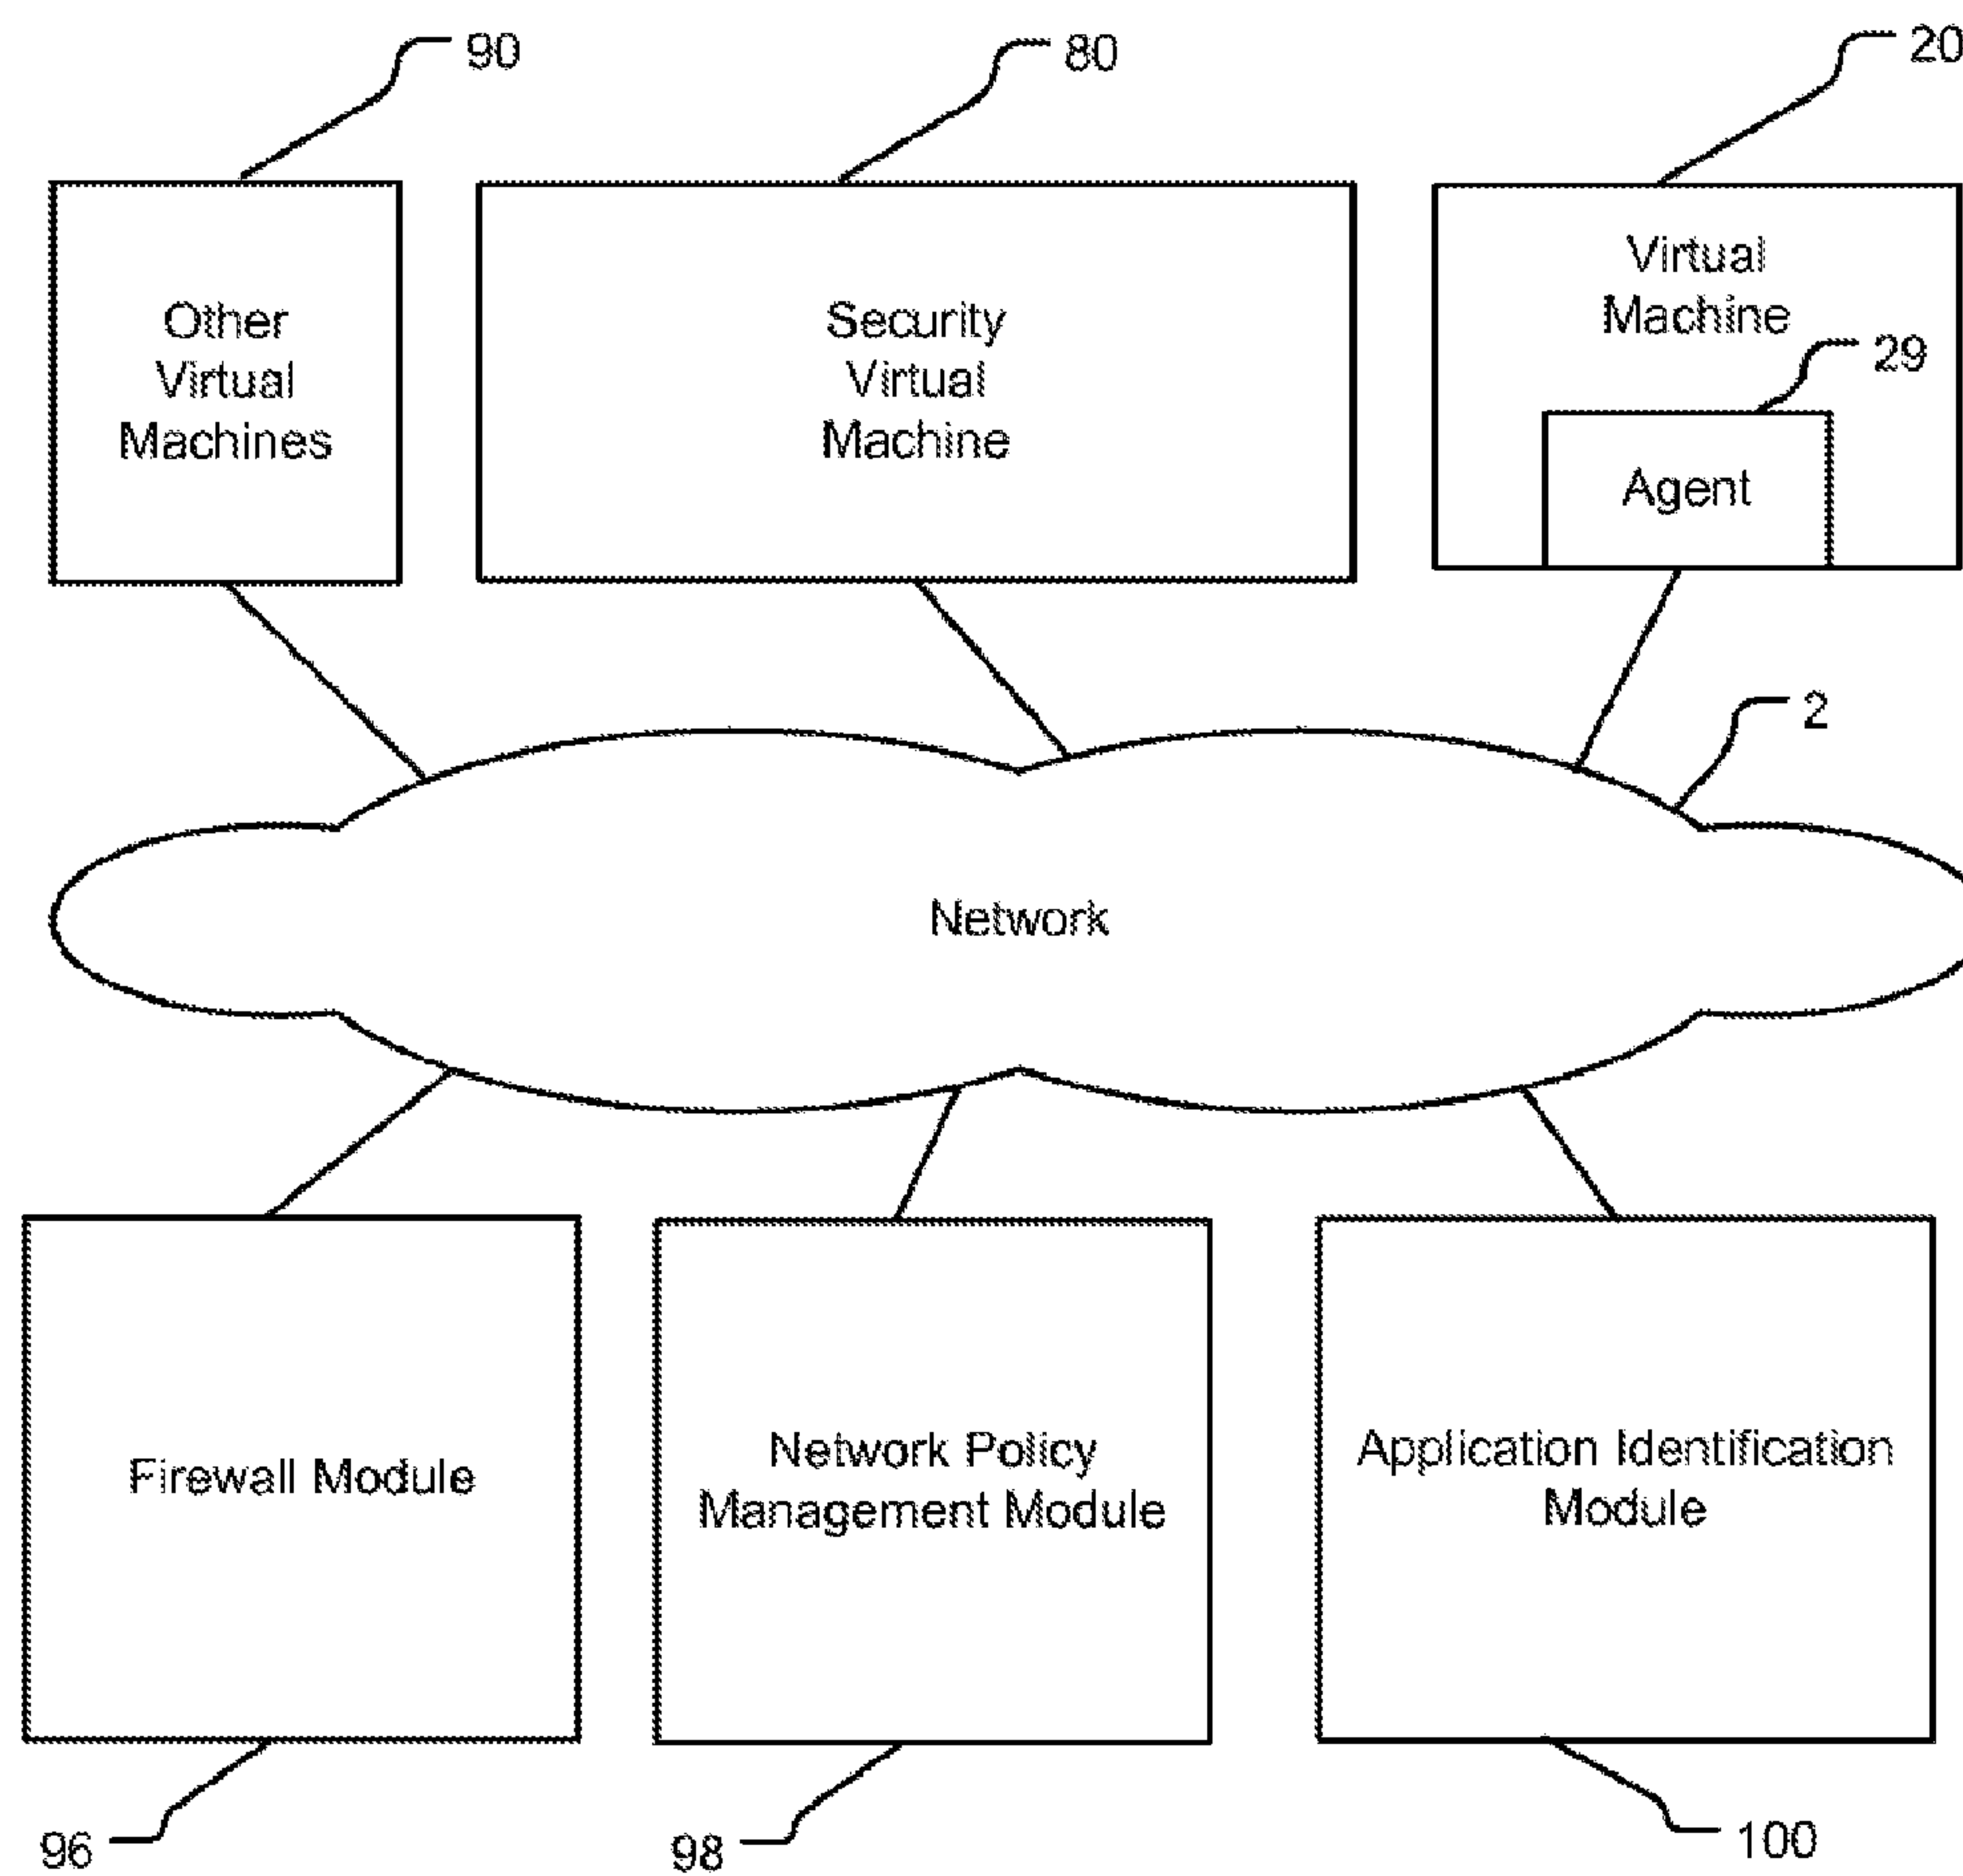 90
80
20
Other
Virtual
Machines
Security
Virtual
Machine
Virtual
Machine
29
Agent
2
Network
Firewall Module
Network Policy
Management Module
Application Identification
Module
96
98
100